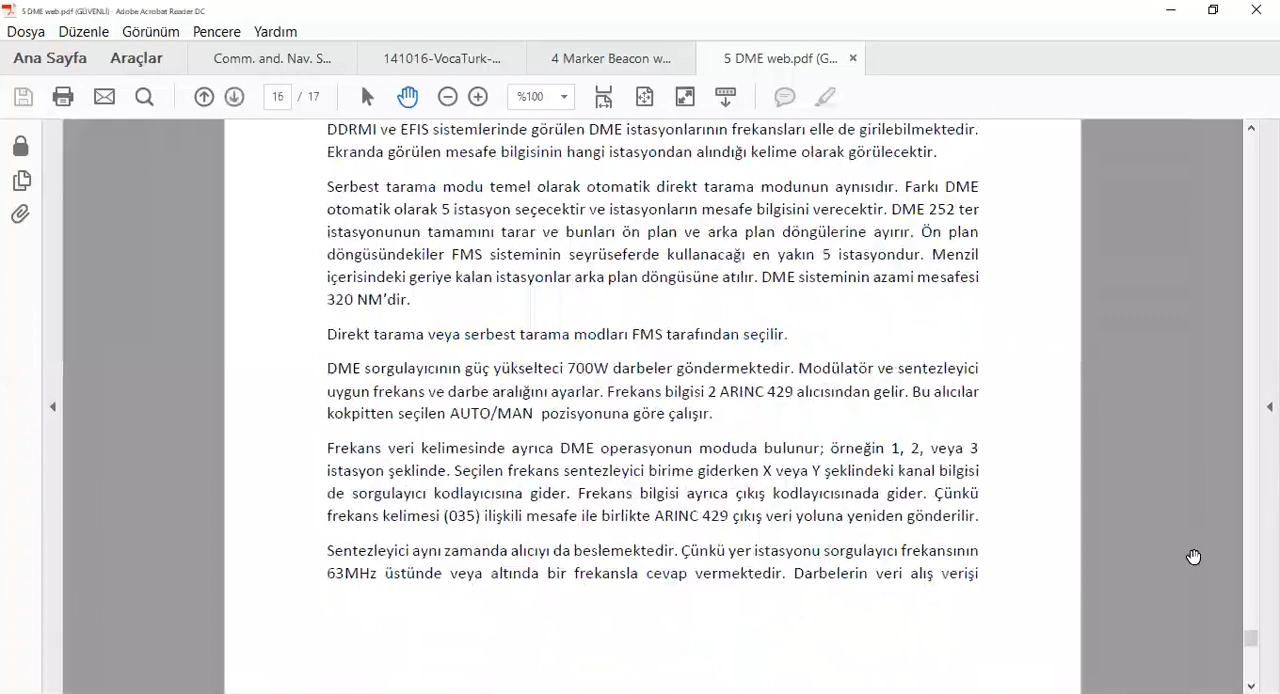 5 DME web.pdf (GÜVENLİ) - Adobe Acrobat Reader DC
Dosya Düzenle Görünüm Pencere Yardım
Ana Sayfa Araçlar Comm. and. Nav. S... 141016-VocaTurk-... 4 Marker Beacon w... 5 DME web.pdf (G... ×
16 / 17 %100
DDRMI ve EFIS sistemlerinde görülen DME istasyonlarının frekansları elle de girilebilmektedir.
Ekranda görülen mesafe bilgisinin hangi istasyondan alındığı kelime olarak görülecektir.
Serbest tarama modu temel olarak otomatik direkt tarama modunun aynısıdır. Farkı DME
otomatik olarak 5 istasyon seçecektir ve istasyonların mesafe bilgisini verecektir. DME 252 ter
istasyonunun tamamını tarar ve bunları ön plan ve arka plan döngülerine ayırır. Ön plan
döngüsündekiler FMS sisteminin seyrüseferde kullanacağı en yakın 5 istasyondur. Menzil
içerisindeki geriye kalan istasyonlar arka plan döngüsüne atılır. DME sisteminin azami mesafesi
320 NM’dir.
Direkt tarama veya serbest tarama modları FMS tarafından seçilir.
DME sorgulayıcının güç yükselteci 700W darbeler göndermektedir. Modülatör ve sentezleyici
uygun frekans ve darbe aralığını ayarlar. Frekans bilgisi 2 ARINC 429 alıcısından gelir. Bu alıcılar
kokpitten seçilen AUTO/MAN pozisyonuna göre çalışır.
Frekans veri kelimesinde ayrıca DME operasyonun moduda bulunur; örneğin 1, 2, veya 3
istasyon şeklinde. Seçilen frekans sentezleyici birime giderken X veya Y şeklindeki kanal bilgisi
de sorgulayıcı kodlayıcısına gider. Frekans bilgisi ayrıca çıkış kodlayıcısınada gider. Çünkü
frekans kelimesi (035) ilişkili mesafe ile birlikte ARINC 429 çıkış veri yoluna yeniden gönderilir.
Sentezleyici aynı zamanda alıcıyı da beslemektedir. Çünkü yer istasyonu sorgulayıcı frekansının
63MHz üstünde veya altında bir frekansla cevap vermektedir. Darbelerin veri alış verişi